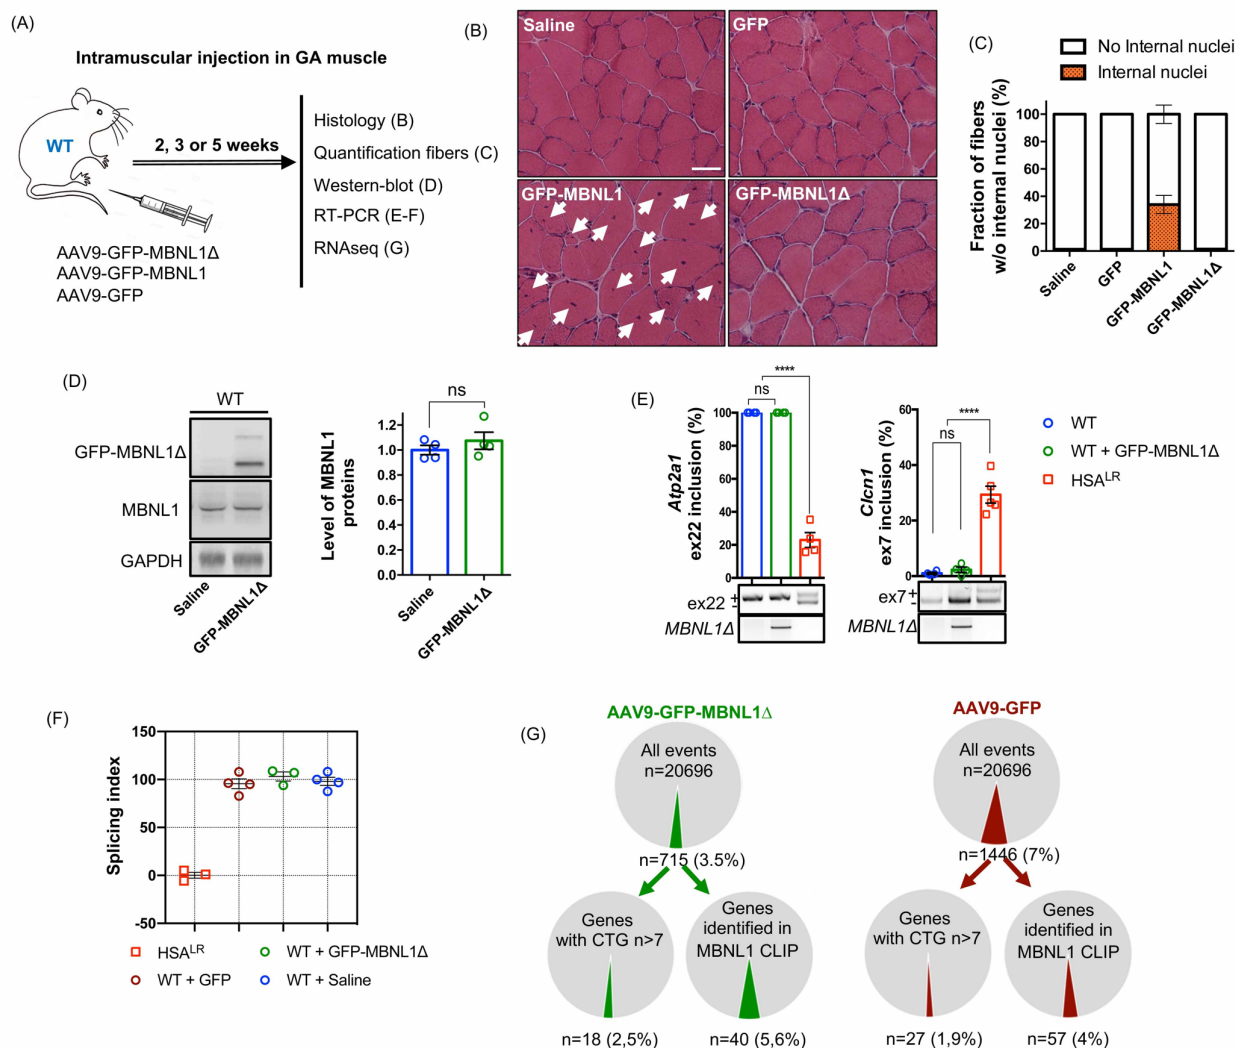 (A)
Intramuscular injection in GA muscle
WT
2, 3 or 5 weeks
Histology (B)
Quantification fibers (C)
Western-blot (D)
RT-PCR (E-F)
RNAseq (G)
AAV9-GFP-MBNL1Δ
AAV9-GFP-MBNL1
AAV9-GFP
(B)
Saline
GFP
GFP-MBNL1
GFP-MBNL1Δ
(C)
No Internal nuclei
Internal nuclei
Fraction of fibers
w/o internal nuclei (%)
100
80
60
40
20
0
Saline
GFP
GFP-MBNL1
GFP-MBNL1Δ
(D)
WT
GFP-MBNL1Δ
MBNL1
GAPDH
Saline
GFP-MBNL1Δ
Level of MBNL1
proteins
ns
1.2
1.0
0.8
0.6
0.4
0.2
0.0
Saline
GFP-MBNL1Δ
(E)
Atp2a1
ex22 inclusion (%)
****
ns
100
80
60
40
20
0
ex22 +
-
MBNL1Δ
Clcn1
ex7 inclusion (%)
****
ns
60
40
20
0
ex7 +
-
MBNL1Δ
WT
WT + GFP-MBNL1Δ
HSALR
(F)
Splicing index
150
100
50
0
-50
HSALR
WT + GFP-MBNL1Δ
WT + GFP
WT + Saline
(G)
AAV9-GFP-MBNL1Δ
All events
n=20696
n=715 (3.5%)
Genes
with CTG n>7
n=18 (2,5%)
Genes
identified in
MBNL1 CLIP
n=40 (5,6%)
AAV9-GFP
All events
n=20696
n=1446 (7%)
Genes
with CTG n>7
n=27 (1,9%)
Genes
identified in
MBNL1 CLIP
n=57 (4%)